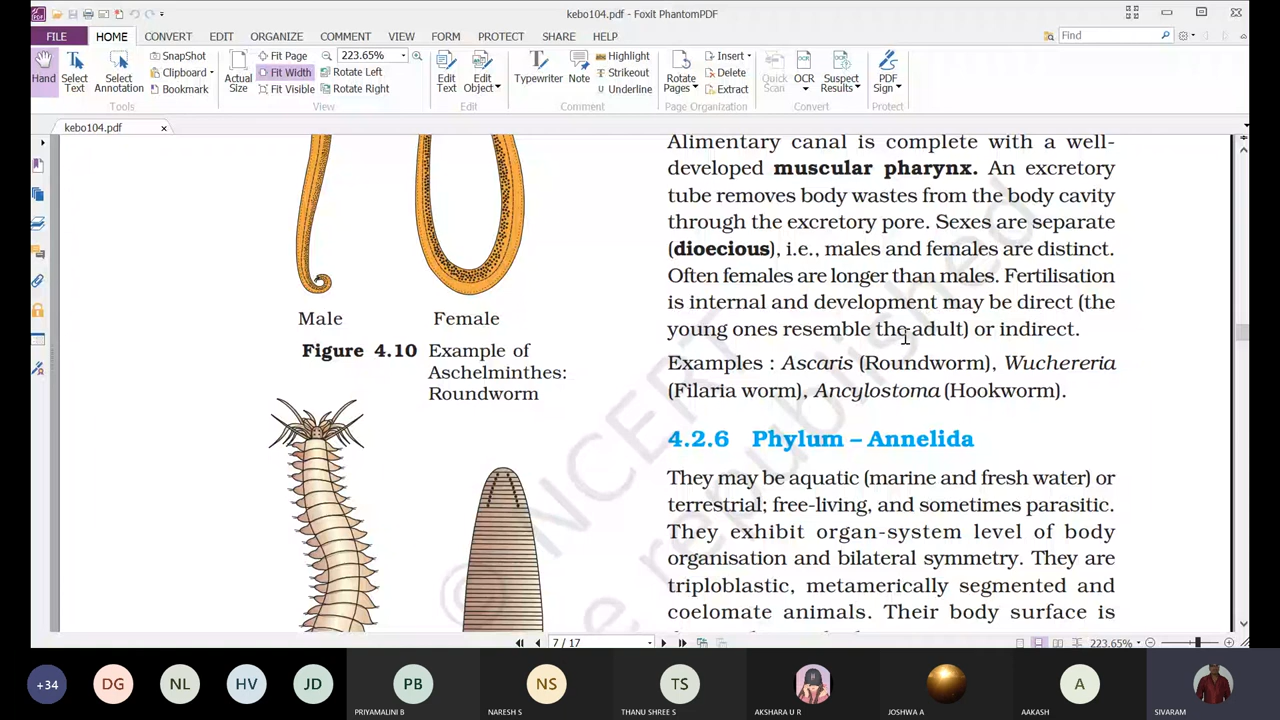 kebo104.pdf - Foxit PhantomPDF
FILE HOME CONVERT EDIT ORGANIZE COMMENT VIEW FORM PROTECT SHARE HELP Find
Hand
Select Text
Select Annotation
SnapShot
Clipboard
Bookmark
Tools
Actual Size
Fit Page
Fit Width
Fit Visible
223.65%
Rotate Left
Rotate Right
View
Edit Text
Edit Object
Edit
Typewriter
Note
Highlight
Strikeout
Underline
Comment
Rotate Pages
Insert
Delete
Extract
Page Organization
Quick Scan
OCR
Suspect Results
Convert
PDF Sign
Protect
kebo104.pdf
Male Female
Figure 4.10 Example of
Aschelminthes:
Roundworm
Alimentary canal is complete with a well-
developed muscular pharynx. An excretory
tube removes body wastes from the body cavity
through the excretory pore. Sexes are separate
(dioecious), i.e., males and females are distinct.
Often females are longer than males. Fertilisation
is internal and development may be direct (the
young ones resemble the adult) or indirect.
Examples : Ascaris (Roundworm), Wuchereria
(Filaria worm), Ancylostoma (Hookworm).
4.2.6 Phylum – Annelida
They may be aquatic (marine and fresh water) or
terrestrial; free-living, and sometimes parasitic.
They exhibit organ-system level of body
organisation and bilateral symmetry. They are
triploblastic, metamerically segmented and
coelomate animals. Their body surface is
© NCERT
be republished
7 / 17
223.65%
+34 DG NL HV JD PB NS TS A
PRIYAMALINI B NARESH S THANU SHREE S AKSHARA U R JOSHWA A AAKASH SIVARAM